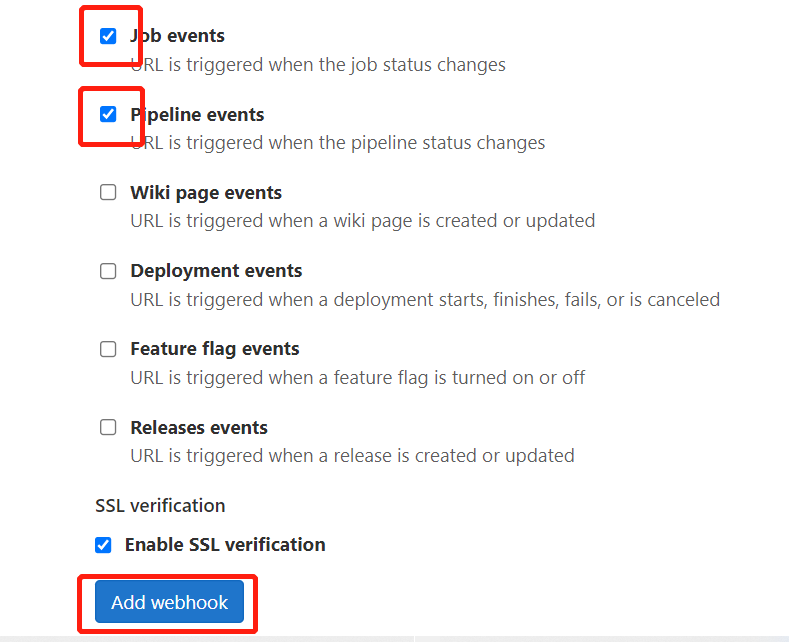 Job events
URL is triggered when the job status changes
Pipeline events
URL is triggered when the pipeline status changes
Wiki page events
URL is triggered when a wiki page is created or updated
Deployment events
URL is triggered when a deployment starts, finishes, fails, or is canceled
Feature flag events
URL is triggered when a feature flag is turned on or off
Releases events
URL is triggered when a release is created or updated
SSL verification
Enable SSL verification
Add webhook